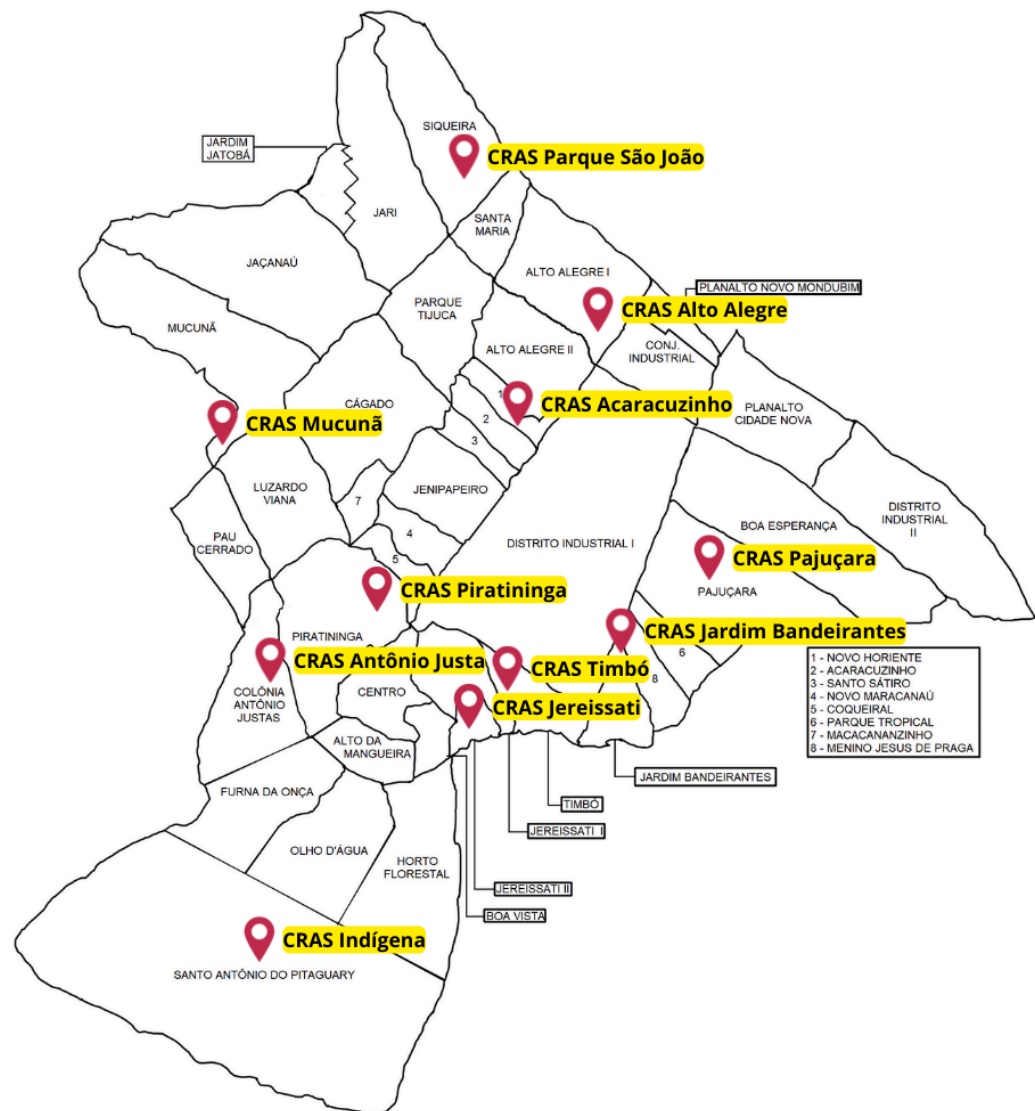 SIQUEIRA
JARDIM
JATOBÁ
CRAS Parque São João
JARI
SANTA
MARIA
JAÇANAÚ
ALTO ALEGRE I
PLANALTO NOVO MONDUBIM
PARQUE
TIJUCA
CRAS Alto Alegre
MUCUNÃ
ALTO ALEGRE II
CONJ.
INDUSTRIAL
1
CÁGADO
CRAS Acaracuzinho
2
PLANALTO
CIDADE NOVA
CRAS Mucunã
3
LUZARDO
VIANA
7
JENIPAPEIRO
DISTRITO
INDUSTRIAL
II
4
BOA ESPERANÇA
PAU
CERRADO
DISTRITO INDUSTRIAL I
5
CRAS Pajuçara
CRAS Piratininga
PAJUÇARA
PIRATININGA
CRAS Jardim Bandeirantes
6
CRAS Antônio Justa
CRAS Timbó
8
COLÔNIA
ANTÔNIO
JUSTAS
CENTRO
CRAS Jereissati
1 - NOVO HORIENTE
2 - ACARACUZINHO
3 - SANTO SÁTIRO
4 - NOVO MARACANAÚ
5 - COQUEIRAL
6 - PARQUE TROPICAL
7 - MACACANANZINHO
8 - MENINO JESUS DE PRAGA
ALTO DA
MANGUEIRA
JARDIM BANDEIRANTES
FURNA DA ONÇA
TIMBÓ
JEREISSATI I
OLHO D'ÁGUA
HORTO
FLORESTAL
JEREISSATI II
BOA VISTA
CRAS Indígena
SANTO ANTÔNIO DO PITAGUARY